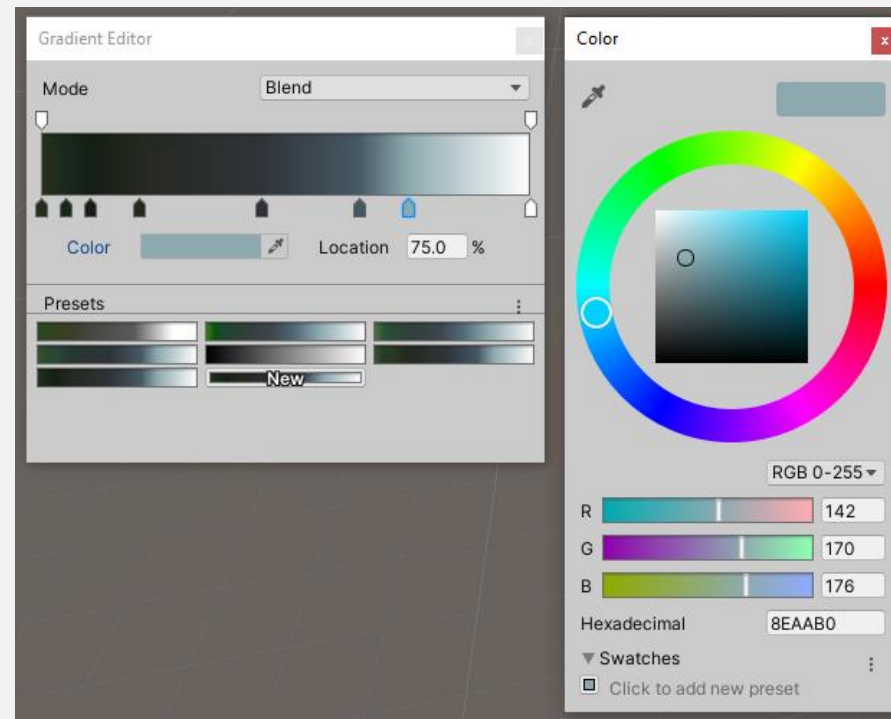 Gradient Editor
x
Mode
Blend
Color
Location
75.0
%
Presets
New
Color
x
RGB 0-255
R
142
G
170
B
176
Hexadecimal
8EAAB0
Swatches
Click to add new preset